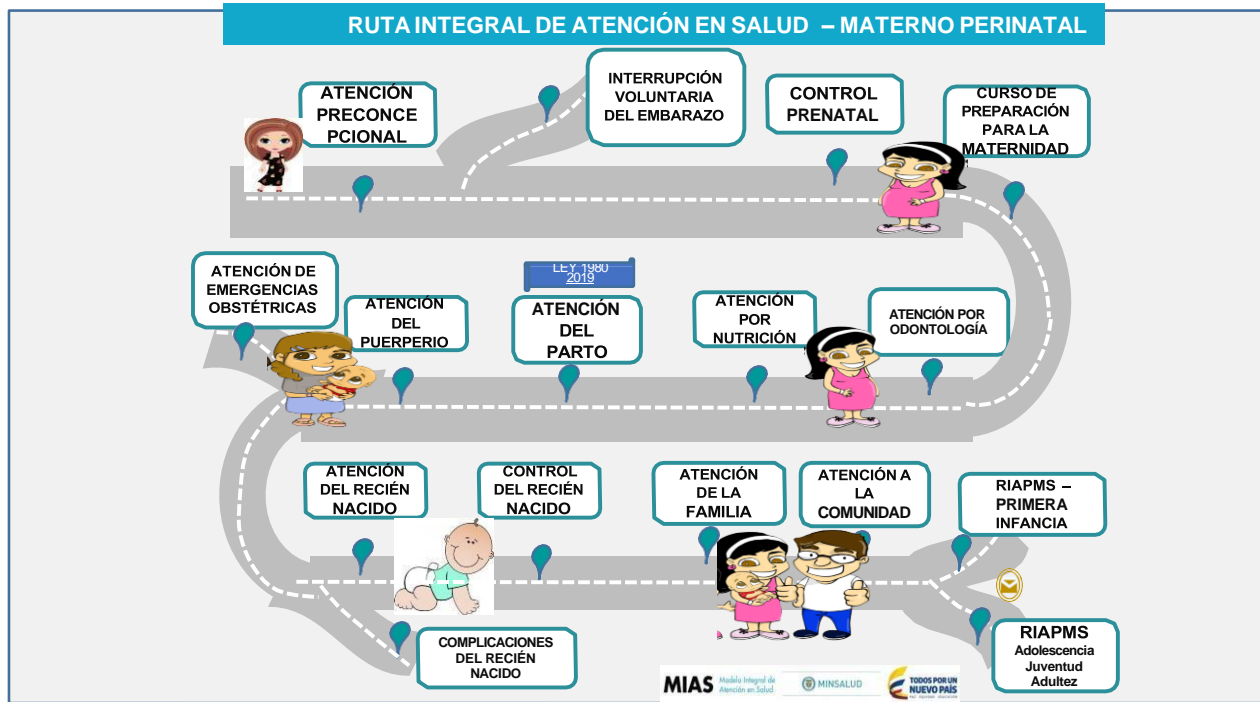 RUTA INTEGRAL DE ATENCIÓN EN SALUD – MATERNO PERINATAL
ATENCIÓN
PRECONCE
PCIONAL
INTERRUPCIÓN
VOLUNTARIA
DEL EMBARAZO
CONTROL
PRENATAL
CURSO DE
PREPARACIÓN
PARA LA
MATERNIDAD
ATENCIÓN DE
EMERGENCIAS
OBSTÉTRICAS
ATENCIÓN
DEL
PUERPERIO
LEY 1980
2019
ATENCIÓN
DEL
PARTO
ATENCIÓN
POR
NUTRICIÓN
ATENCIÓN POR
ODONTOLOGÍA
ATENCIÓN
DEL RECIÉN
NACIDO
CONTROL
DEL RECIÉN
NACIDO
ATENCIÓN
DE LA
FAMILIA
ATENCIÓN A
LA
COMUNIDAD
RIAPMS –
PRIMERA
INFANCIA
COMPLICACIONES
DEL RECIÉN
NACIDO
RIAPMS
Adolescencia
Juventud
Adultez
MIAS
Modelo Integral de
Atención en Salud
MINSALUD
TODOS POR UN
NUEVO PAÍS
PAZ EQUIDAD EDUCACIÓN